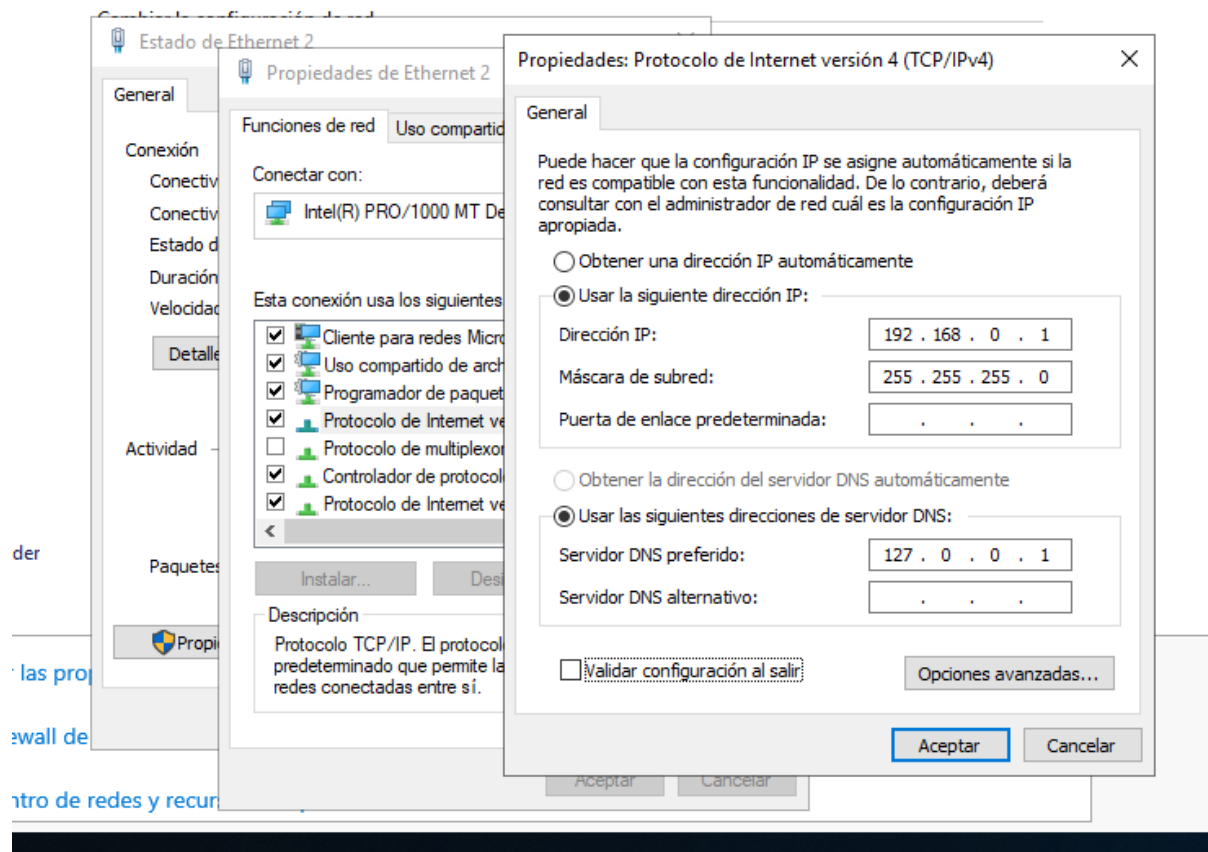 Cambiar la configuración de red
Estado de Ethernet 2
General
Conexión
Conectiv
Conectiv
Estado d
Duración
Velocidad
Detalle
Actividad
Paquetes
Propi
Propiedades de Ethernet 2
Funciones de red
Uso compartid
Conectar con:
Intel(R) PRO/1000 MT De
Esta conexión usa los siguientes
Cliente para redes Micro
Uso compartido de arch
Programador de paquet
Protocolo de Internet ve
Protocolo de multiplexor
Controlador de protocolo
Protocolo de Internet ve
Instalar...
Desi
Descripción
Protocolo TCP/IP. El protocolo
predeterminado que permite la
redes conectadas entre sí.
Aceptar
Cancelar
Propiedades: Protocolo de Internet versión 4 (TCP/IPv4)
General
Puede hacer que la configuración IP se asigne automáticamente si la
red es compatible con esta funcionalidad. De lo contrario, deberá
consultar con el administrador de red cuál es la configuración IP
apropiada.
Obtener una dirección IP automáticamente
Usar la siguiente dirección IP:
Dirección IP: 192 . 168 . 0 . 1
Máscara de subred: 255 . 255 . 255 . 0
Puerta de enlace predeterminada: . . .
Obtener la dirección del servidor DNS automáticamente
Usar las siguientes direcciones de servidor DNS:
Servidor DNS preferido: 127 . 0 . 0 . 1
Servidor DNS alternativo: . . .
Validar configuración al salir
Opciones avanzadas...
Aceptar
Cancelar
der
r las prop
ewall de
ntro de redes y recur